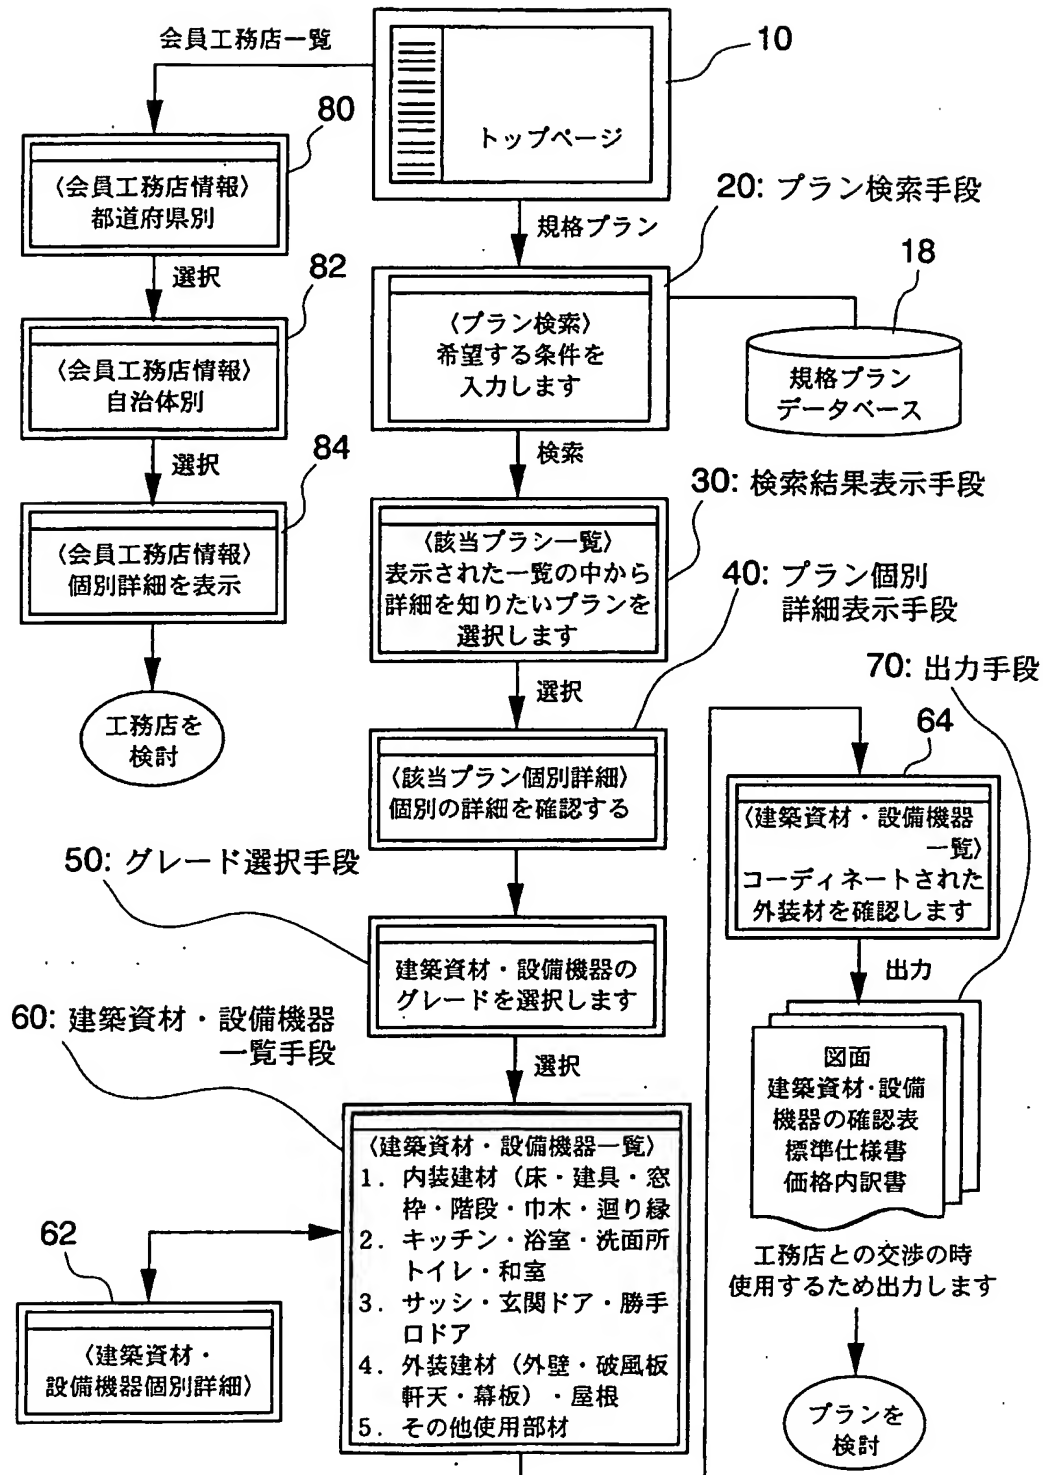 会員工務店一覧
10
トップページ
80
〈会員工務店情報〉
都道府県別
選択
82
〈会員工務店情報〉
自治体別
選択
84
〈会員工務店情報〉
個別詳細を表示
工務店を
検討
規格プラン
20: プラン検索手段
〈プラン検索〉
希望する条件を
入力します
18
規格プラン
データベース
検索
30: 検索結果表示手段
〈該当プラシ一覧〉
表示された一覧の中から
詳細を知りたいプランを
選択します
40: プラン個別
詳細表示手段
選択
〈該当プラン個別詳細〉
個別の詳細を確認する
50: グレード選択手段
建築資材・設備機器の
グレードを選択します
60: 建築資材・設備機器
一覧手段
選択
〈建築資材・設備機器一覧〉
1. 内装建材（床・建具・窓
枠・階段・巾木・廻り縁
2. キッチン・浴室・洗面所
トイレ・和室
3. サッシ・玄関ドア・勝手
口ドア
4. 外装建材（外壁・破風板
軒天・幕板）・屋根
5. その他使用部材
62
〈建築資材・
設備機器個別詳細〉
70: 出力手段
64
〈建築資材・設備機器
一覧〉
コーディネートされた
外装材を確認します
出力
図面
建築資材・設備
機器の確認表
標準仕様書
価格内訳書
工務店との交渉の時
使用するため出力します
プランを
検討